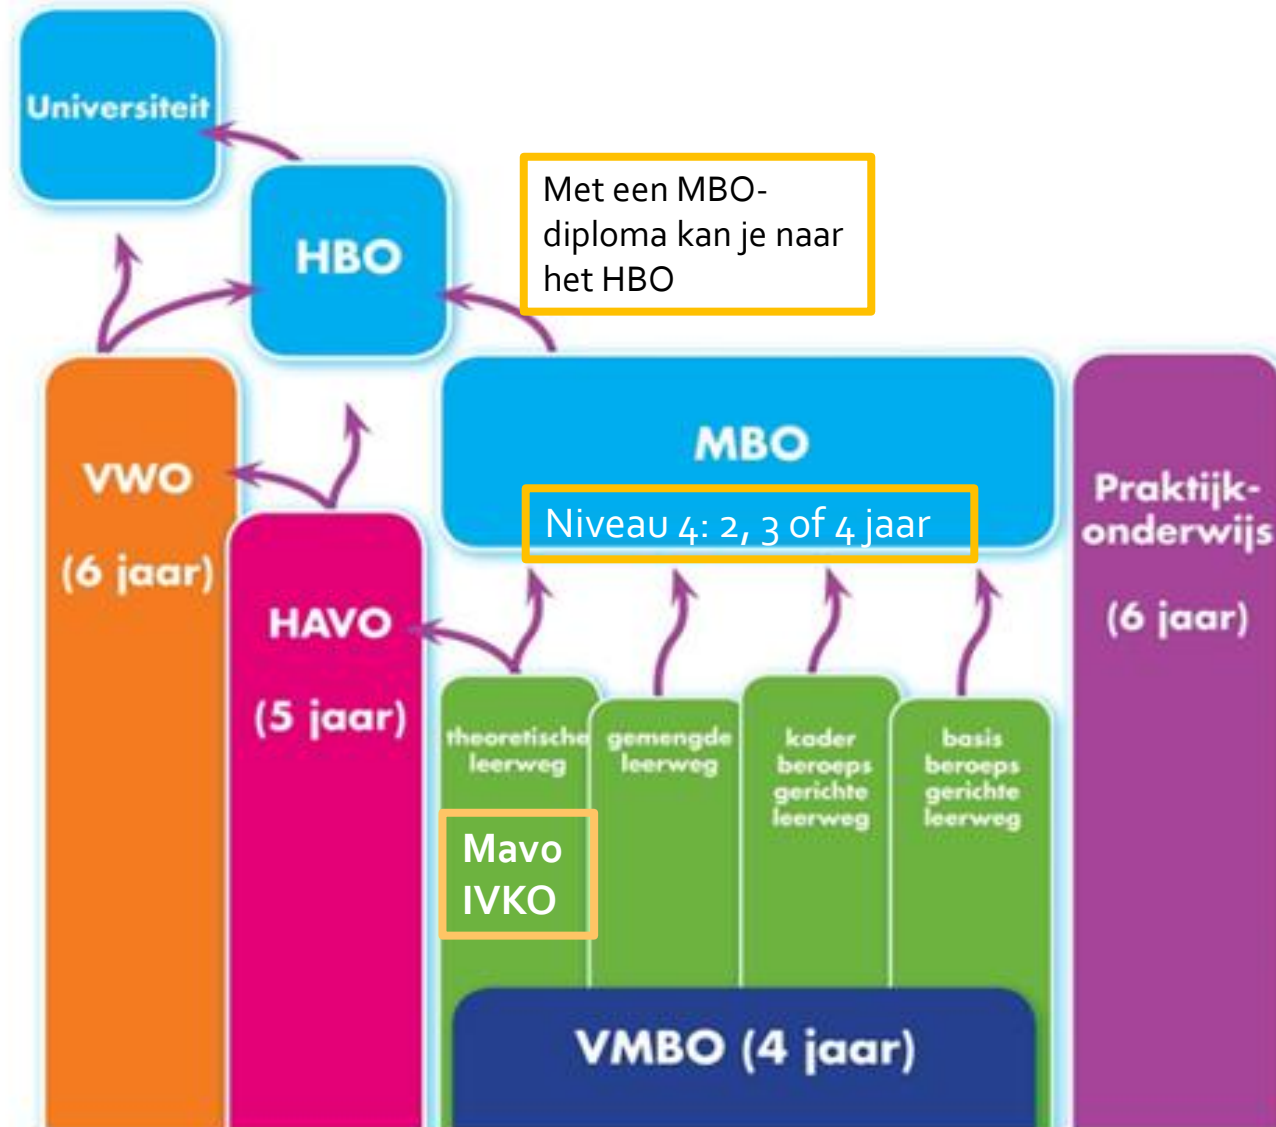 Universiteit
HBO
Met een MBO-
diploma kan je naar
het HBO
VWO
(6 jaar)
HAVO
(5 jaar)
MBO
Niveau 4: 2, 3 of 4 jaar
Praktijk-
onderwijs
(6 jaar)
theoretische
leerweg
gemengde
leerweg
kader
beroeps
gerichte
leerweg
basis
beroeps
gerichte
leerweg
Mavo
IVKO
VMBO (4 jaar)